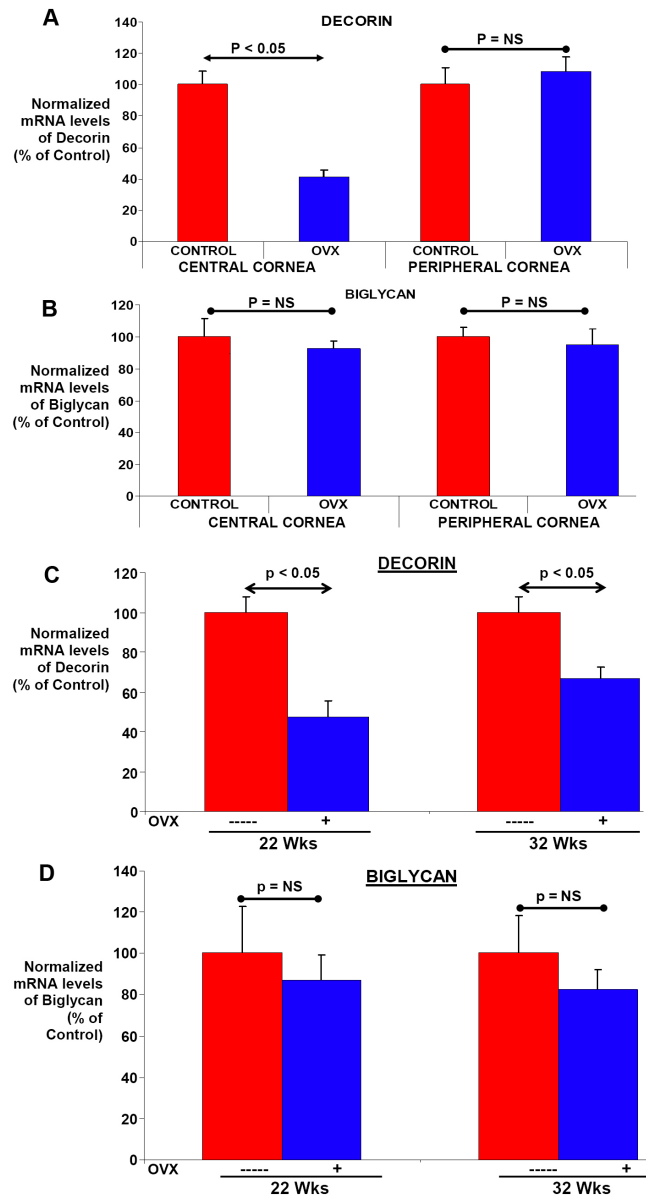 A
DECORIN
140
120
100
80
60
40
20
0
Normalized
mRNA levels
of Decorin
(% of Control)
P < 0.05
P = NS
CONTROL OVX CONTROL OVX
CENTRAL CORNEA PERIPHERAL CORNEA
B
BIGLYCAN
120
100
80
60
40
20
0
Normalized
mRNA levels
of Biglycan
(% of Control)
P = NS
P = NS
CONTROL OVX CONTROL OVX
CENTRAL CORNEA PERIPHERAL CORNEA
C
DECORIN
120
100
80
60
40
20
0
Normalized
mRNA levels
of Decorin
(% of Control)
p < 0.05
p < 0.05
OVX ----- + ----- +
22 Wks 32 Wks
D
BIGLYCAN
140
120
100
80
60
40
20
0
Normalized
mRNA levels
of Biglycan
(% of
Control)
p = NS
p = NS
OVX ----- + ----- +
22 Wks 32 Wks